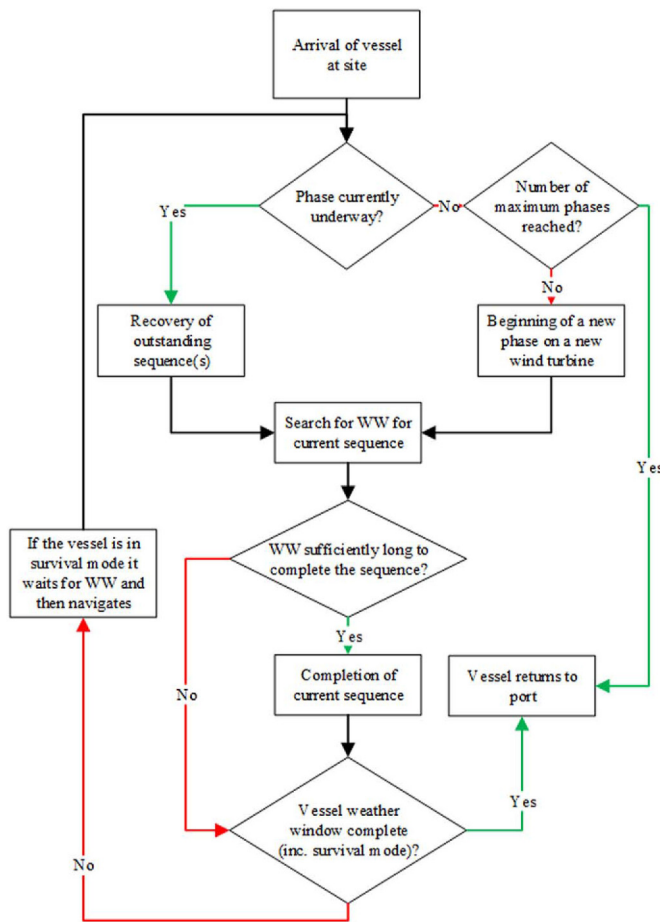 Arrival of vessel
at site
Phase currently
underway?
Yes
No
Number of
maximum phases
reached?
No
Yes
Recovery of
outstanding
sequence(s)
Beginning of a new
phase on a new
wind turbine
Search for WW for
current sequence
WW sufficiently long to
complete the sequence?
Yes
No
If the vessel is in
survival mode it
waits for WW and
then navigates
Completion of
current sequence
Vessel returns to
port
Vessel weather
window complete
(inc. survival mode)?
Yes
No